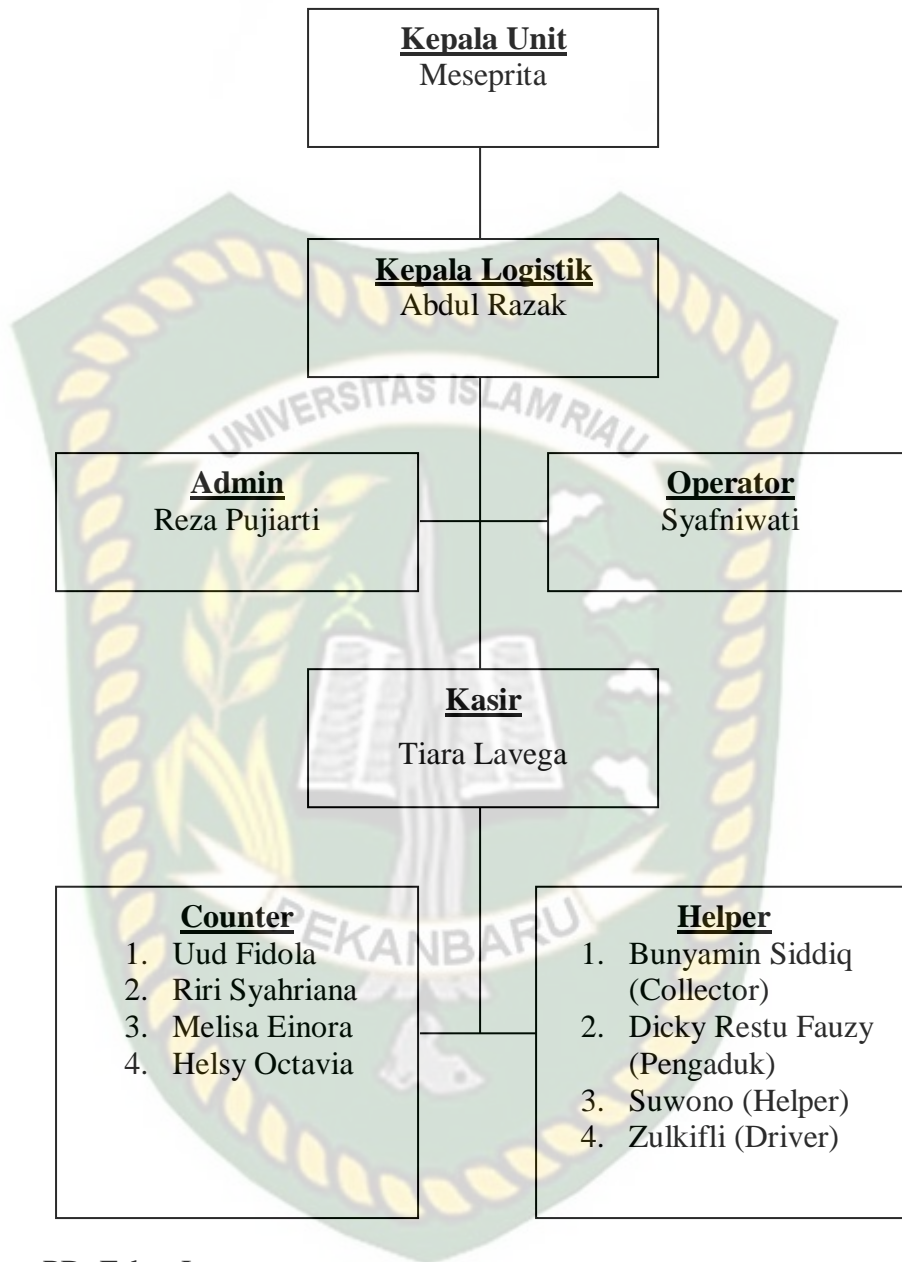 Kepala Unit
Meseprita
Kepala Logistik
Abdul Razak
UNIVERSITAS ISLAM RIAU
Admin
Reza Pujiarti
Operator
Syafniwati
Kasir
Tiara Lavega
PEKANBARU
Counter
1. Uud Fidola
2. Riri Syahriana
3. Melisa Einora
4. Helsy Octavia
Helper
1. Bunyamin Siddiq
(Collector)
2. Dicky Restu Fauzy
(Pengaduk)
3. Suwono (Helper)
4. Zulkifli (Driver)